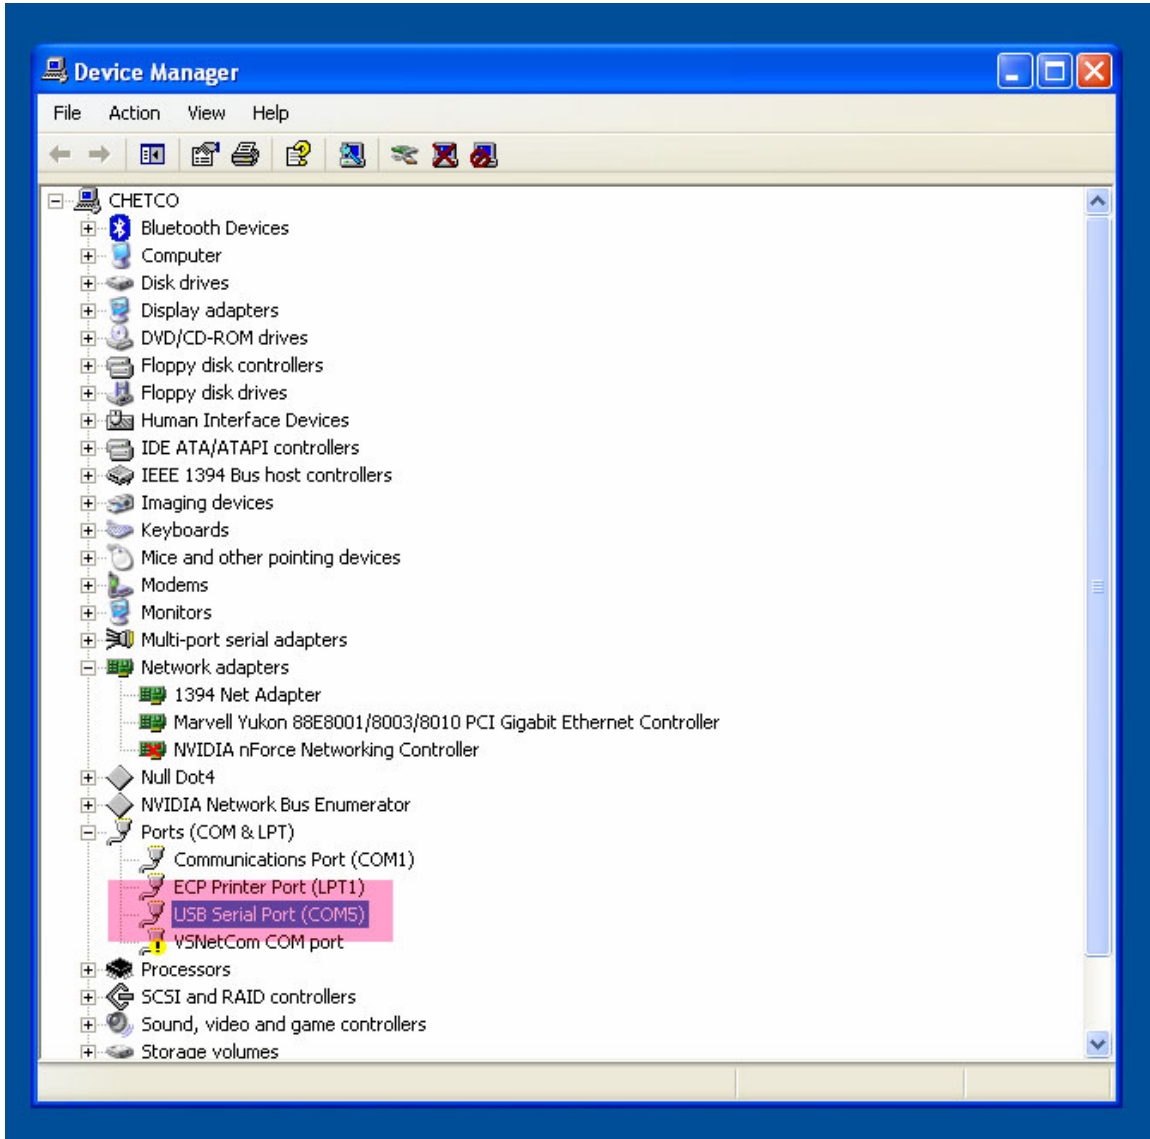 Device Manager
File Action View Help
CHETCO
Bluetooth Devices
Computer
Disk drives
Display adapters
DVD/CD-ROM drives
Floppy disk controllers
Floppy disk drives
Human Interface Devices
IDE ATA/ATAPI controllers
IEEE 1394 Bus host controllers
Imaging devices
Keyboards
Mice and other pointing devices
Modems
Monitors
Multi-port serial adapters
Network adapters
1394 Net Adapter
Marvell Yukon 88E8001/8003/8010 PCI Gigabit Ethernet Controller
NVIDIA nForce Networking Controller
Null Dot4
NVIDIA Network Bus Enumerator
Ports (COM & LPT)
Communications Port (COM1)
ECP Printer Port (LPT1)
USB Serial Port (COM5)
VSNetCom COM port
Processors
SCSI and RAID controllers
Sound, video and game controllers
Storage volumes